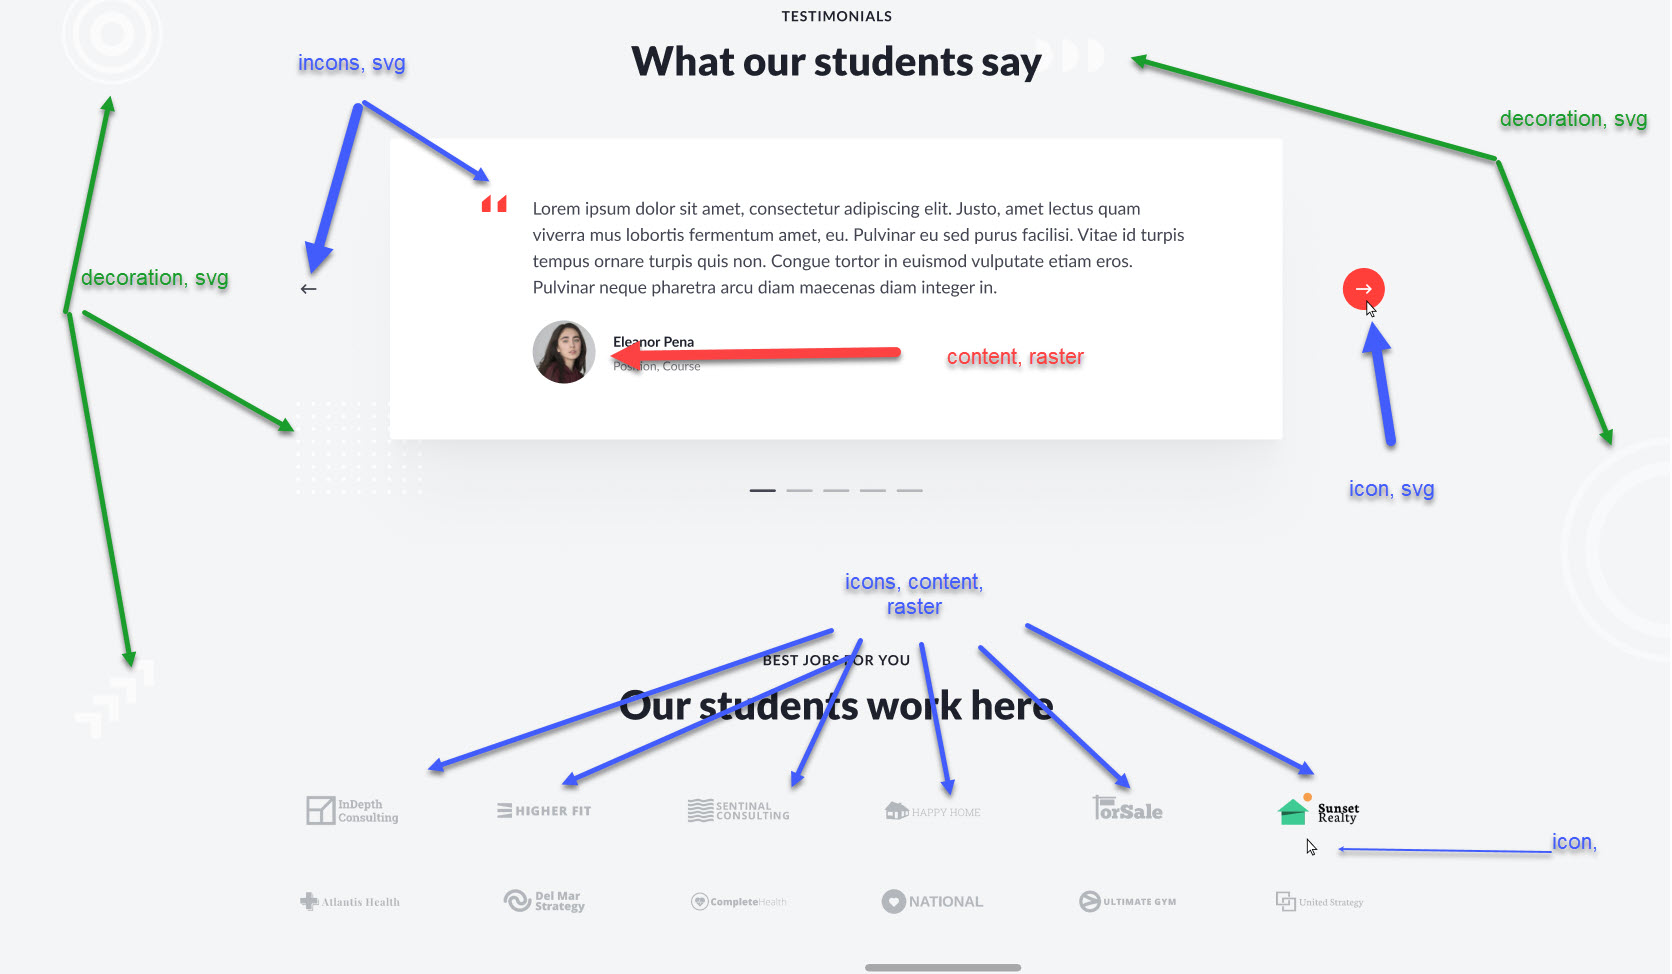 TESTIMONIALS
What our students say
incons, svg
decoration, svg
Lorem ipsum dolor sit amet, consectetur adipiscing elit. Justo, amet lectus quam
viverra mus lobortis fermentum amet, eu. Pulvinar eu sed purus facilisi. Vitae id turpis
tempus ornare turpis quis non. Congue tortor in euismod vulputate etiam eros.
Pulvinar neque pharetra arcu diam maecenas diam integer in.
decoration, svg
Eleanor Pena
Position, Course
content, raster
icon, svg
icons, content,
raster
BEST JOBS FOR YOU
Our students work here
InDepth
Consulting
HIGHER FIT
SENTINAL
CONSULTING
HAPPY HOME
forSale
Sunset
Realty
icon,
Atlantis Health
Del Mar
Strategy
CompleteHealth
NATIONAL
ULTIMATE GYM
United Strategy